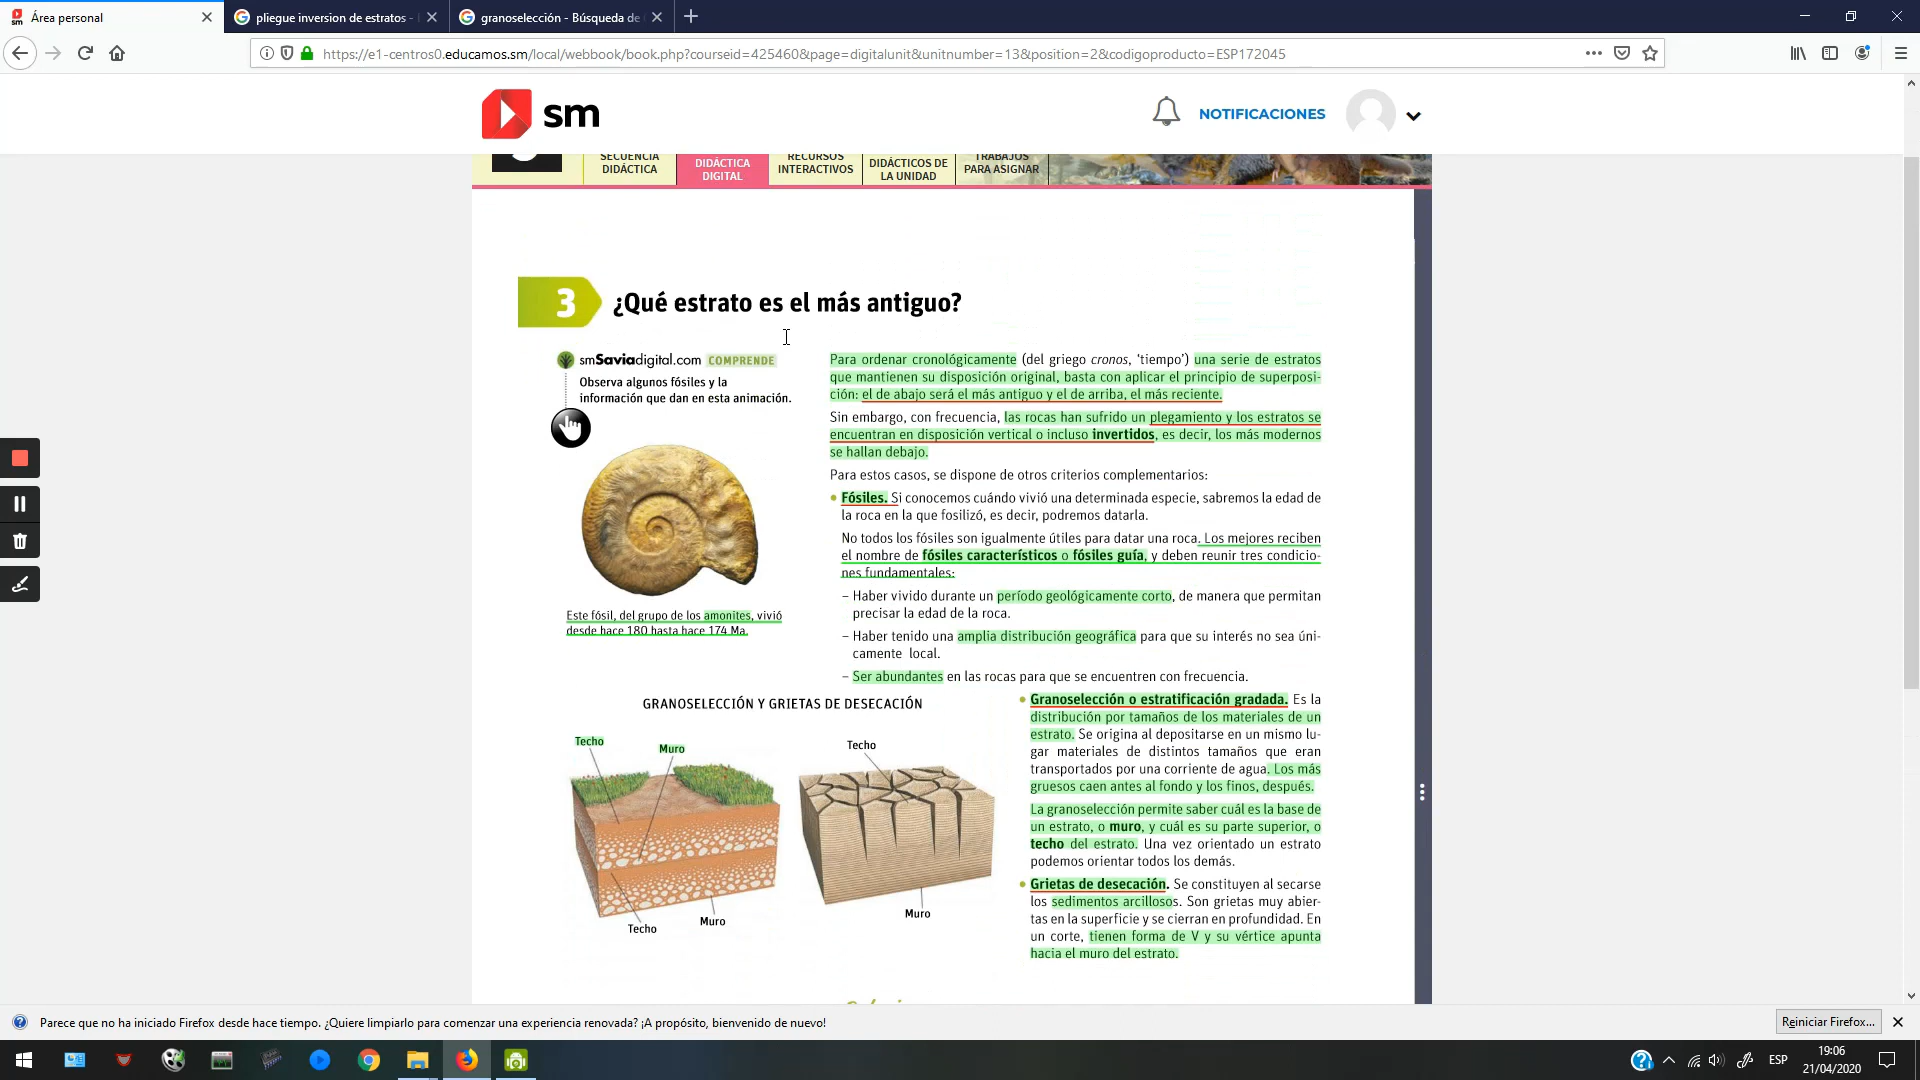 Área personal
pliegue inversion de estratos -
granoselección - Búsqueda de
https://e1-centros0.educamos.sm/local/webbook/book.php?courseid=425460&page=digitalunit&unitnumber=13&position=2&codigoproducto=ESP172045
sm
NOTIFICACIONES
SECUENCIA
DIDÁCTICA
DIDÁCTICA
DIGITAL
RECURSOS
INTERACTIVOS
DIDÁCTICOS DE
LA UNIDAD
TRABAJOS
PARA ASIGNAR
3 ¿Qué estrato es el más antiguo?
smSaviadigital.com COMPRENDE
Observa algunos fósiles y la
información que dan en esta animación.
Este fósil, del grupo de los amonites, vivió
desde hace 180 hasta hace 174 Ma.
Para ordenar cronológicamente (del griego cronos, ‘tiempo’) una serie de estratos
que mantienen su disposición original, basta con aplicar el principio de superposi-
ción: el de abajo será el más antiguo y el de arriba, el más reciente.
Sin embargo, con frecuencia, las rocas han sufrido un plegamiento y los estratos se
encuentran en disposición vertical o incluso invertidos, es decir, los más modernos
se hallan debajo.
Para estos casos, se dispone de otros criterios complementarios:
• Fósiles. Si conocemos cuándo vivió una determinada especie, sabremos la edad de
la roca en la que fosilizó, es decir, podremos datarla.
No todos los fósiles son igualmente útiles para datar una roca. Los mejores reciben
el nombre de fósiles característicos o fósiles guía, y deben reunir tres condicio-
nes fundamentales:
– Haber vivido durante un período geológicamente corto, de manera que permitan
precisar la edad de la roca.
– Haber tenido una amplia distribución geográfica para que su interés no sea úni-
camente local.
– Ser abundantes en las rocas para que se encuentren con frecuencia.
GRANOSELECCIÓN Y GRIETAS DE DESECACIÓN
Techo
Muro
Techo
Muro
Techo
Muro
• Granoselección o estratificación gradada. Es la
distribución por tamaños de los materiales de un
estrato. Se origina al depositarse en un mismo lu-
gar materiales de distintos tamaños que eran
transportados por una corriente de agua. Los más
gruesos caen antes al fondo y los finos, después.
La granoselección permite saber cuál es la base de
un estrato, o muro, y cuál es su parte superior, o
techo del estrato. Una vez orientado un estrato
podemos orientar todos los demás.
• Grietas de desecación. Se constituyen al secarse
los sedimentos arcillosos. Son grietas muy abier-
tas en la superficie y se cierran en profundidad. En
un corte, tienen forma de V y su vértice apunta
hacia el muro del estrato.
Parece que no ha iniciado Firefox desde hace tiempo. ¿Quiere limpiarlo para comenzar una experiencia renovada? ¡A propósito, bienvenido de nuevo!
Reiniciar Firefox...
ESP
19:06
21/04/2020